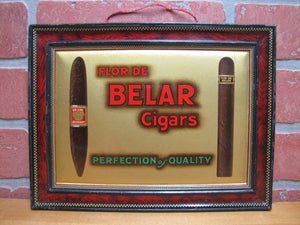 FLOR DE
BELAR
Cigars
PERFECTION of QUALITY